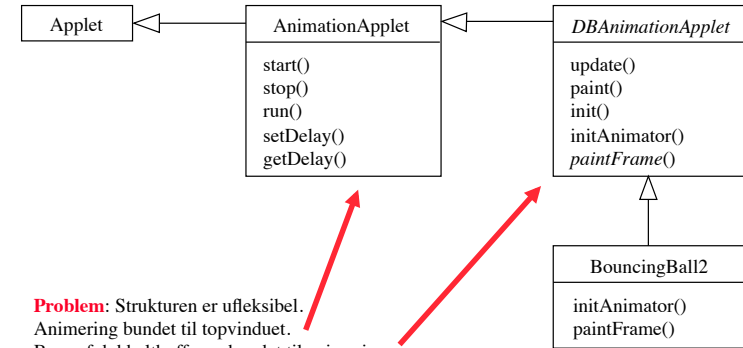 Applet
AnimationApplet
start()
stop()
run()
setDelay()
getDelay()
DBAnimationApplet
update()
paint()
init()
initAnimator()
paintFrame()
BouncingBall2
initAnimator()
paintFrame()
Problem: Strukturen er ufleksibel.
Animering bundet til topvinduet.